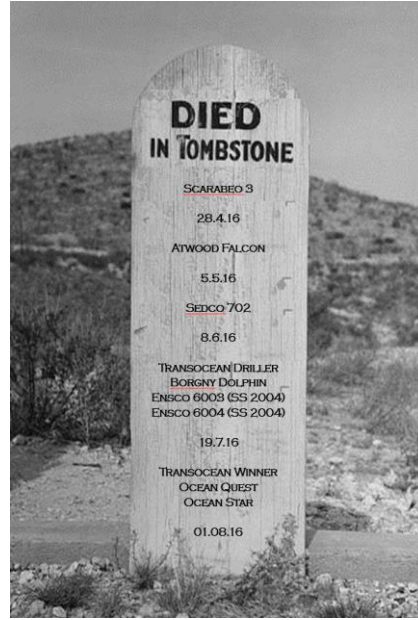 DIED
IN TOMBSTONE
SCARABEO 3
28.4.16
ATWOOD FALCON
5.5.16
SEDCO 702
8.6.16
TRANSOCEAN DRILLER
BORGNY DOLPHIN
ENSCO 6003 (SS 2004)
ENSCO 6004 (SS 2004)
19.7.16
TRANSOCEAN WINNER
OCEAN QUEST
OCEAN STAR
01.08.16